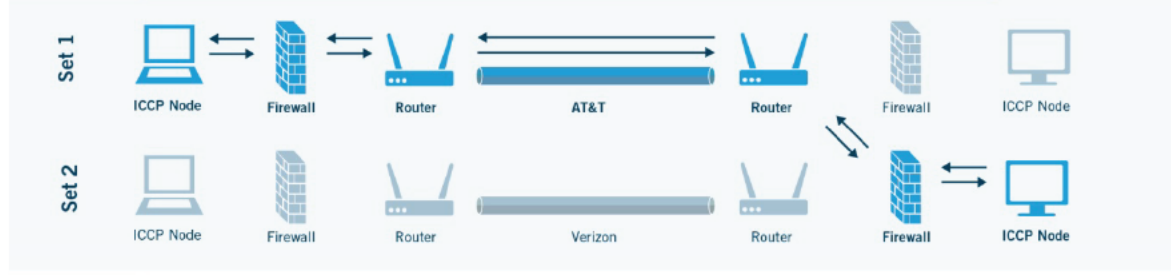 Set 1
ICCP Node
Firewall
Router
AT&T
Router
Firewall
ICCP Node
Set 2
ICCP Node
Firewall
Router
Verizon
Router
Firewall
ICCP Node